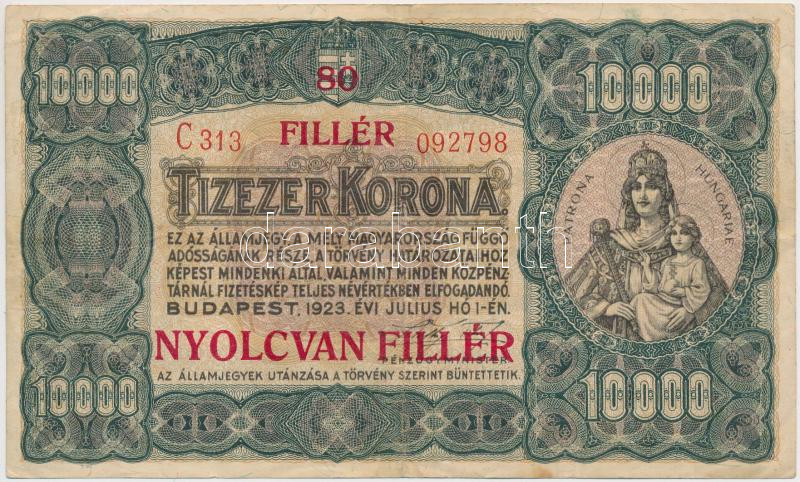 10000
80
10000
C 313 FILLÉR 092798
TIZEZER KORONA.
EZ AZ ÁLLAMJEGY A MELY MAGYARORSZÁG FÜGGŐ
ADÓSSÁGÁNAK RÉSZE, A TÖRVÉNY HATÁROZATAIHOZ
KÉPEST MINDENKI ÁLTAL, VALAMINT MINDEN KÖZPÉNZ-
TÁRNÁL FIZETÉSKÉP TELJES NÉVÉRTÉKBEN ELFOGADANDÓ.
BUDAPEST, 1923. ÉVI JULIUS HÓ 1-ÉN.
NYOLCVAN FILLÉR
PÉNZÜGYMINISTER
AZ ÁLLAMJEGYEK UTÁNZÁSA A TÖRVÉNY SZERINT BÜNTETTETIK.
PATRONA HUNGARIAE
10000
10000
darabanth